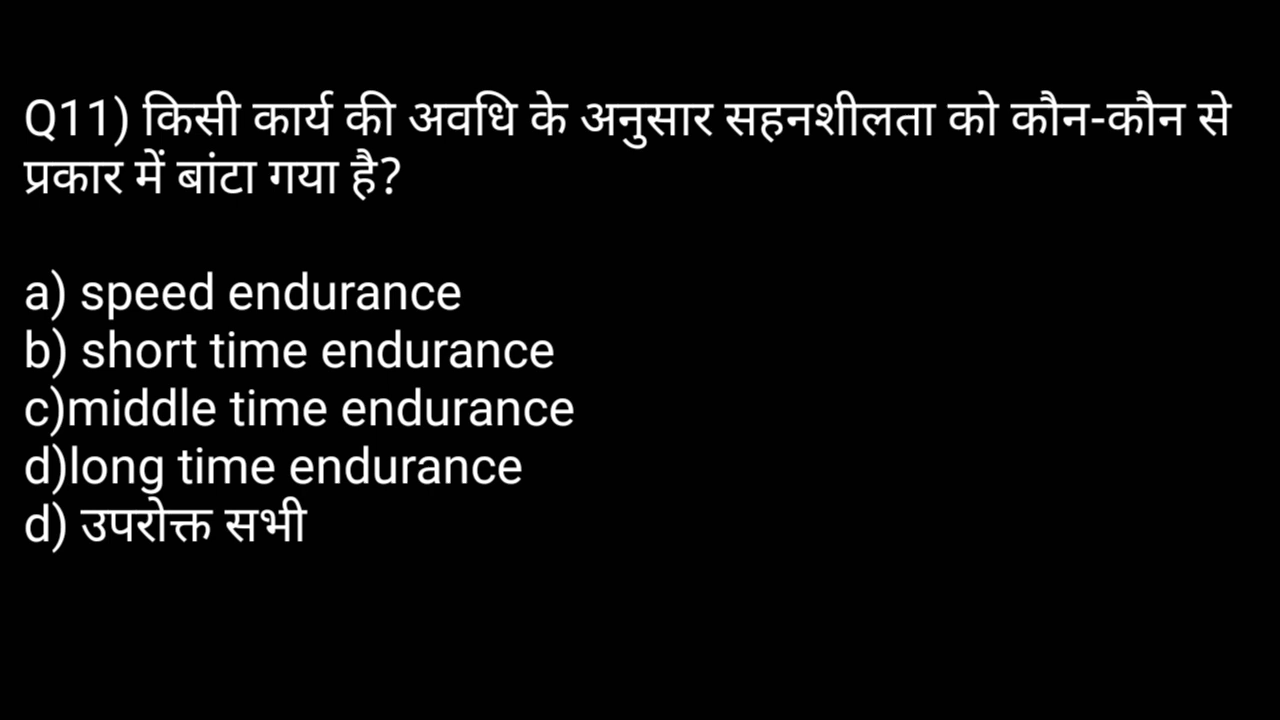 Q11) किसी कार्य की अवधि के अनुसार सहनशीलता को कौन-कौन से
प्रकार में बांटा गया है?
a) speed endurance
b) short time endurance
c)middle time endurance
d)long time endurance
d) उपरोक्त सभी